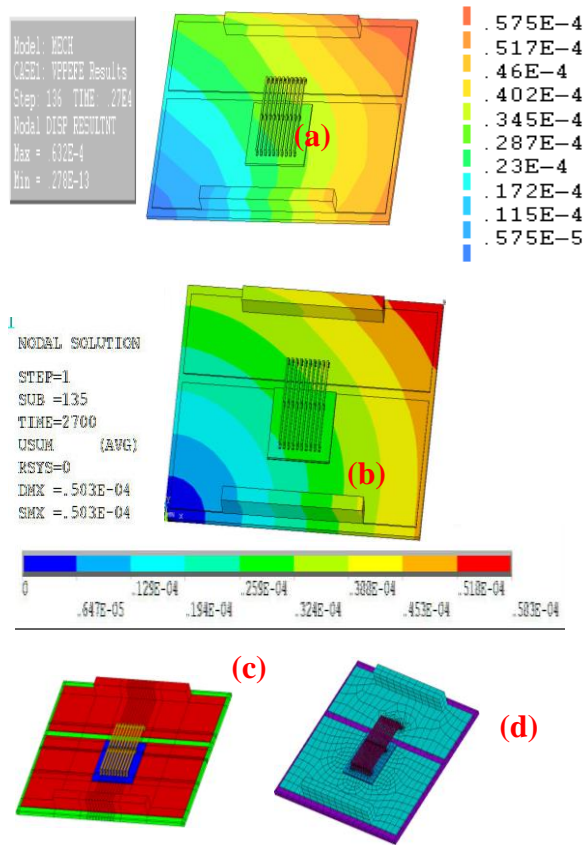 Model: MECH
CASE1: VPPEFE Results
Step: 136 TIME: .27E4
Nodal DISP RESULTNT
Max = .632E-4
Min = .278E-13
(a)
.575E-4
.517E-4
.46E-4
.402E-4
.345E-4
.287E-4
.23E-4
.172E-4
.115E-4
.575E-5
1
NODAL SOLUTION
STEP=1
SUB =135
TIME=2700
USUM (AVG)
RSYS=0
DMX =.583E-04
SMX =.583E-04
(b)
0 .129E-04 .259E-04 .388E-04 .518E-04
.647E-05 .194E-04 .324E-04 .453E-04 .583E-04
(c)
(d)